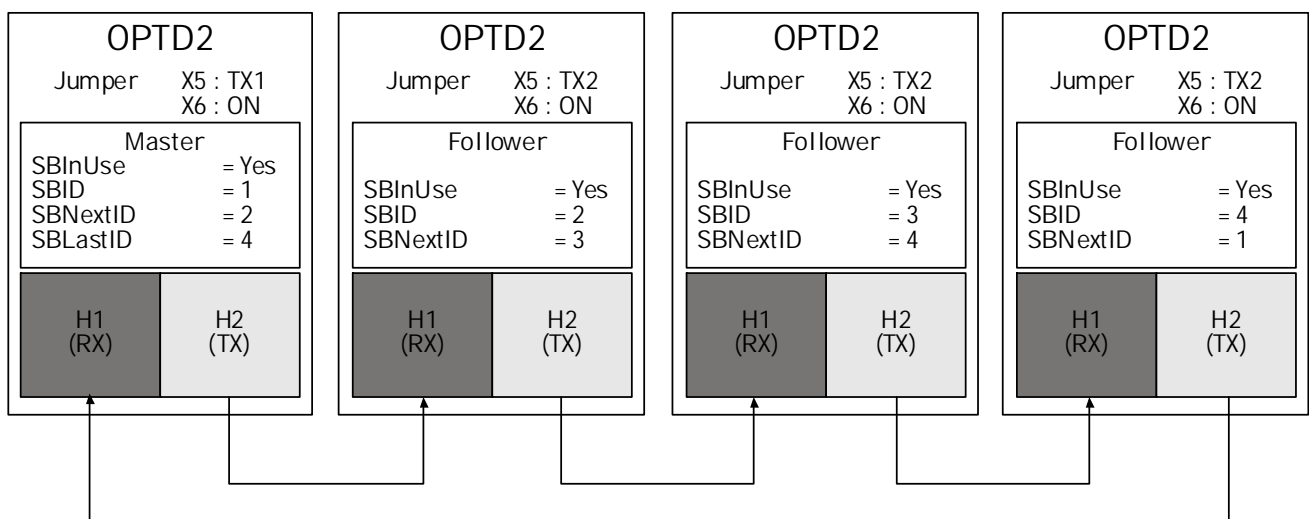 OPTD2
Jumper X5 : TX1
X6 : ON
Master
SBInUse = Yes
SBID = 1
SBNextID = 2
SBLastID = 4
H1
(RX)
H2
(TX)
OPTD2
Jumper X5 : TX2
X6 : ON
Follower
SBInUse = Yes
SBID = 2
SBNextID = 3
H1
(RX)
H2
(TX)
OPTD2
Jumper X5 : TX2
X6 : ON
Follower
SBInUse = Yes
SBID = 3
SBNextID = 4
H1
(RX)
H2
(TX)
OPTD2
Jumper X5 : TX2
X6 : ON
Follower
SBInUse = Yes
SBID = 4
SBNextID = 1
H1
(RX)
H2
(TX)